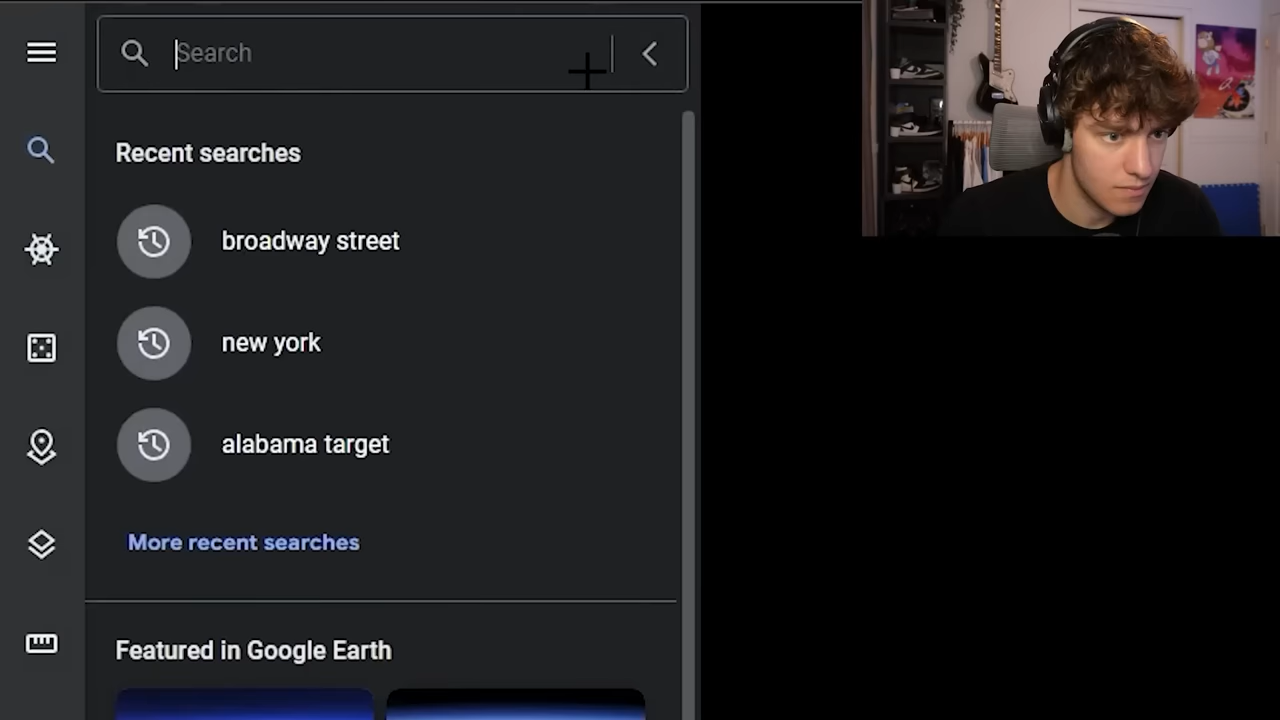 Search
Recent searches
broadway street
new york
alabama target
More recent searches
Featured in Google Earth